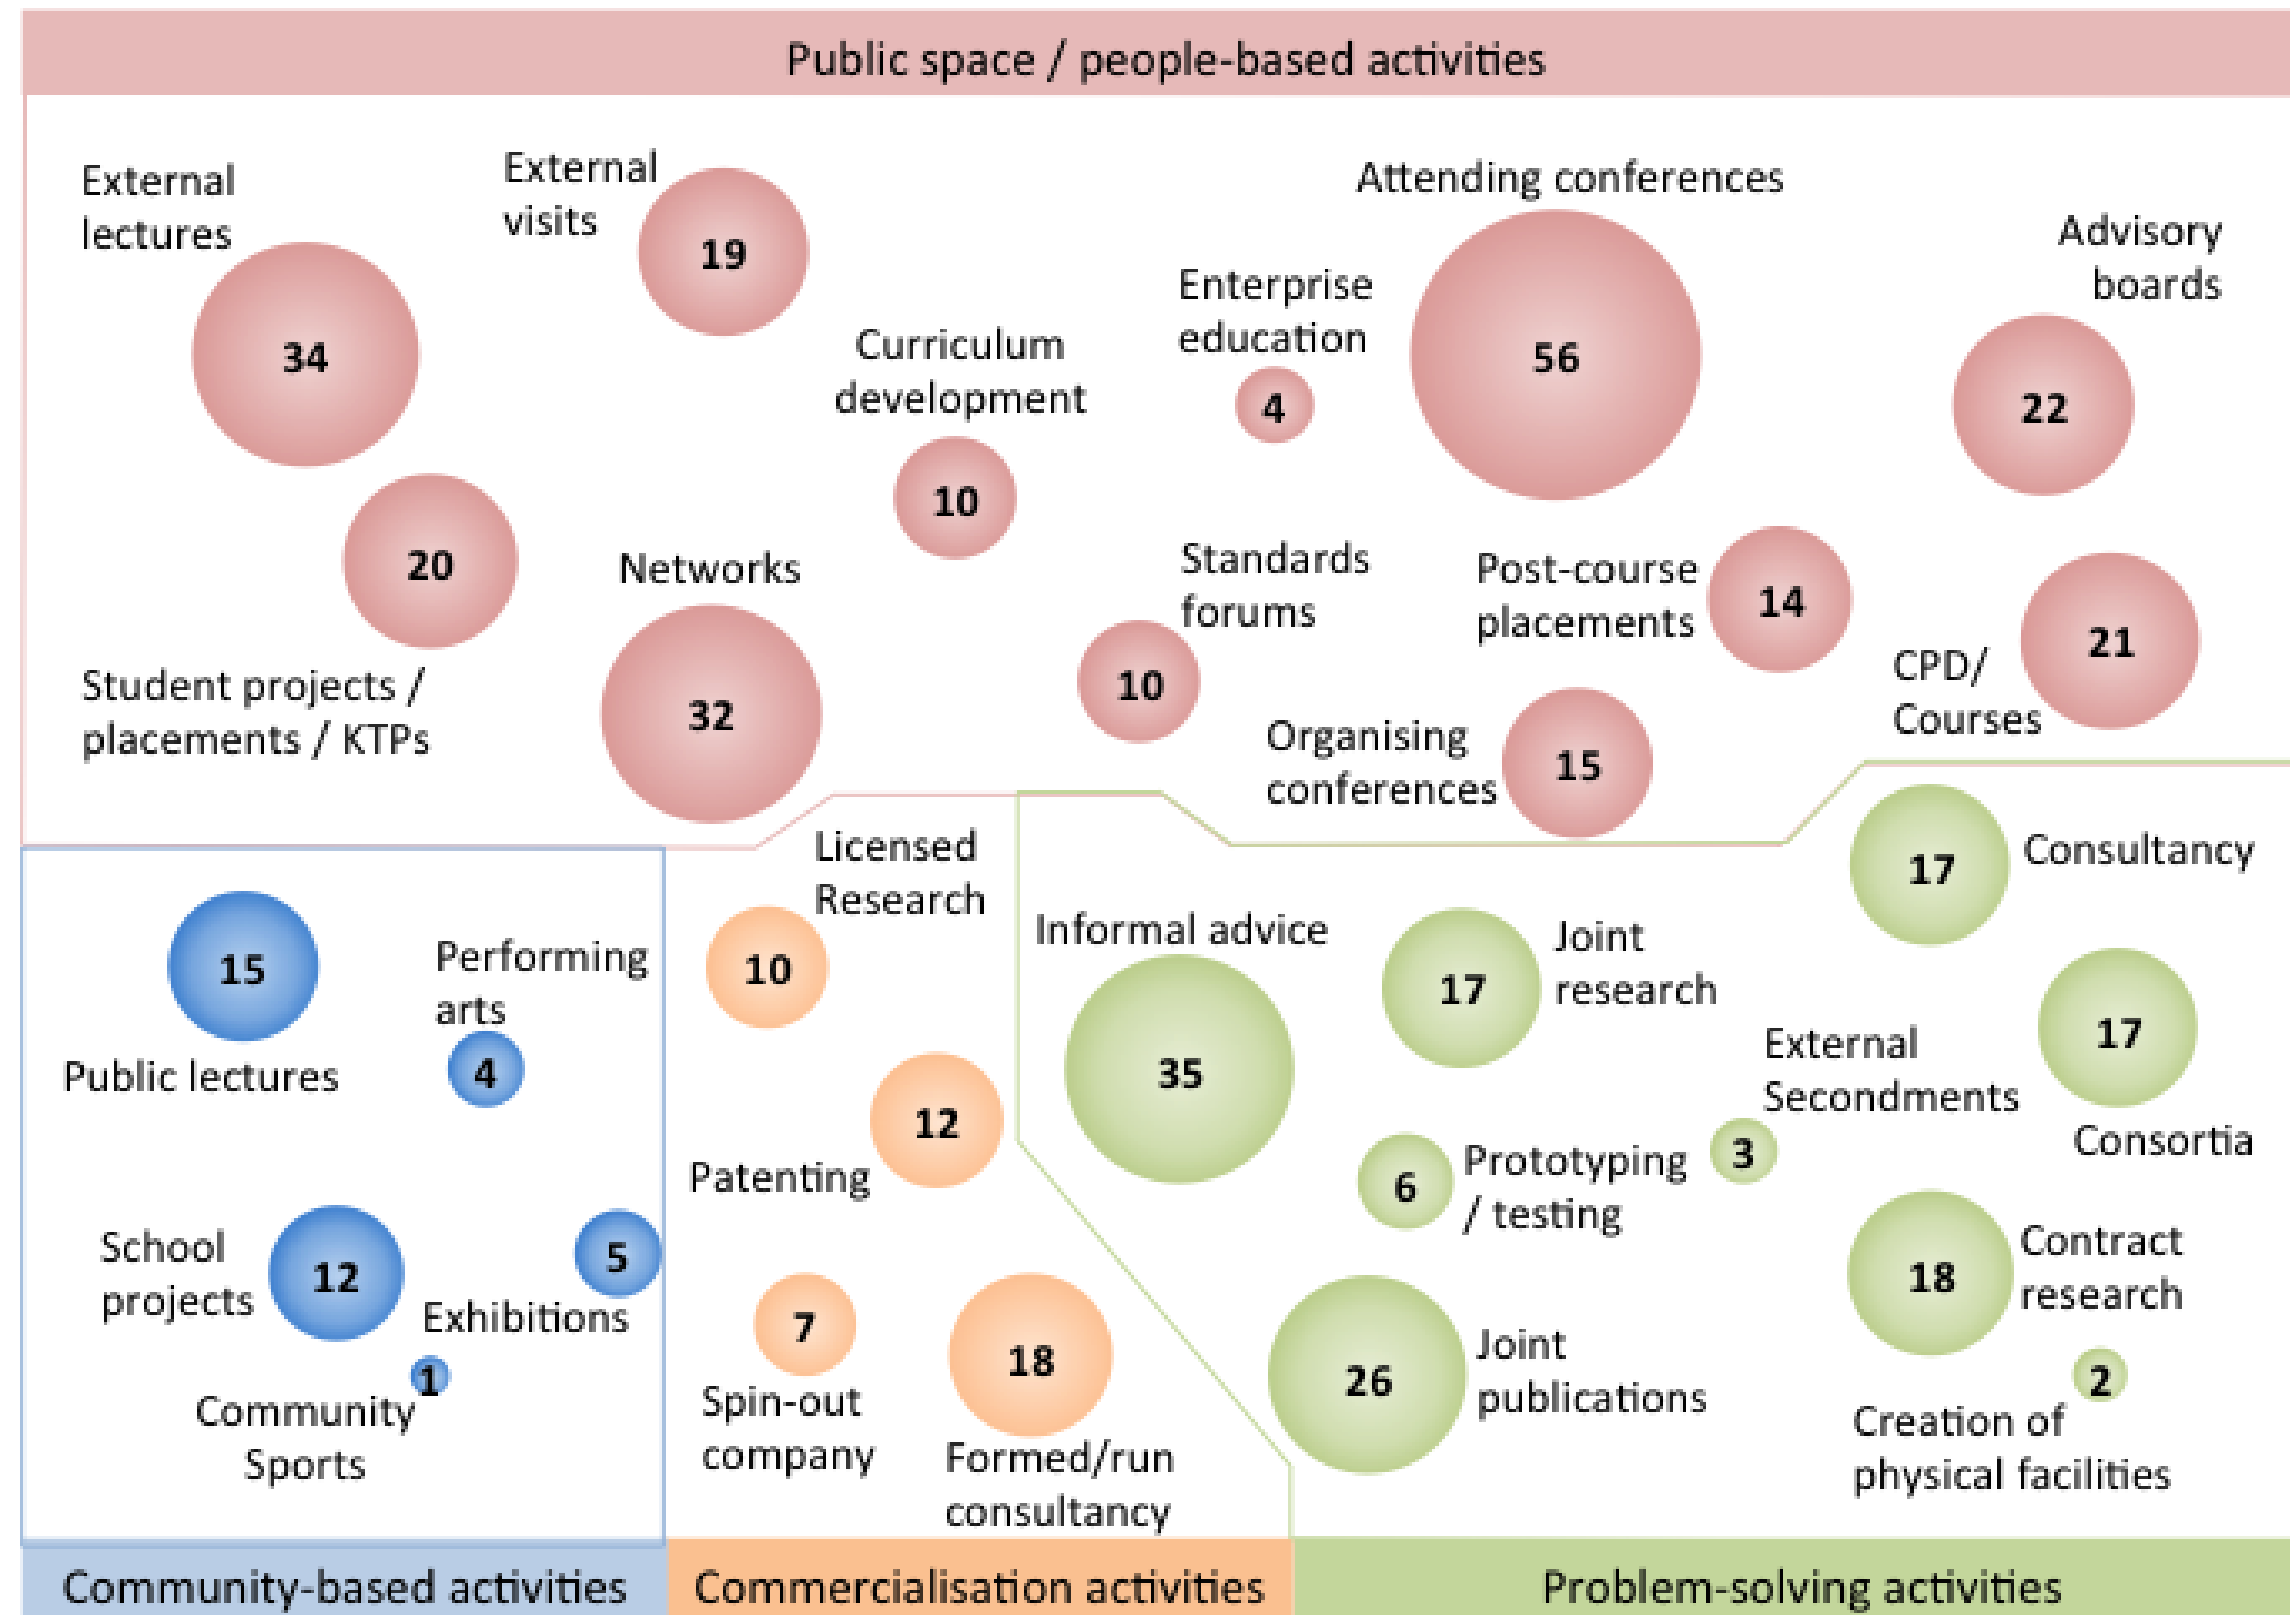 Public space / people-based activities
External
lectures
34
External
visits
19
Curriculum
development
10
Enterprise
education
4
Attending conferences
56
Advisory
boards
22
20
Student projects /
placements / KTPs
Networks
32
Standards
forums
10
Post-course
placements
14
CPD/
Courses
21
Organising
conferences
15
15
Public lectures
Performing
arts
4
School
projects
12
5
Exhibitions
1
Community
Sports
Community-based activities
Licensed
Research
10
12
Patenting
7
Spin-out
company
18
Formed/run
consultancy
Commercialisation activities
Informal advice
35
17
Joint
research
17
Consultancy
17
Consortia
External
Secondments
3
6
Prototyping
/ testing
18
Contract
research
26
Joint
publications
2
Creation of
physical facilities
Problem-solving activities